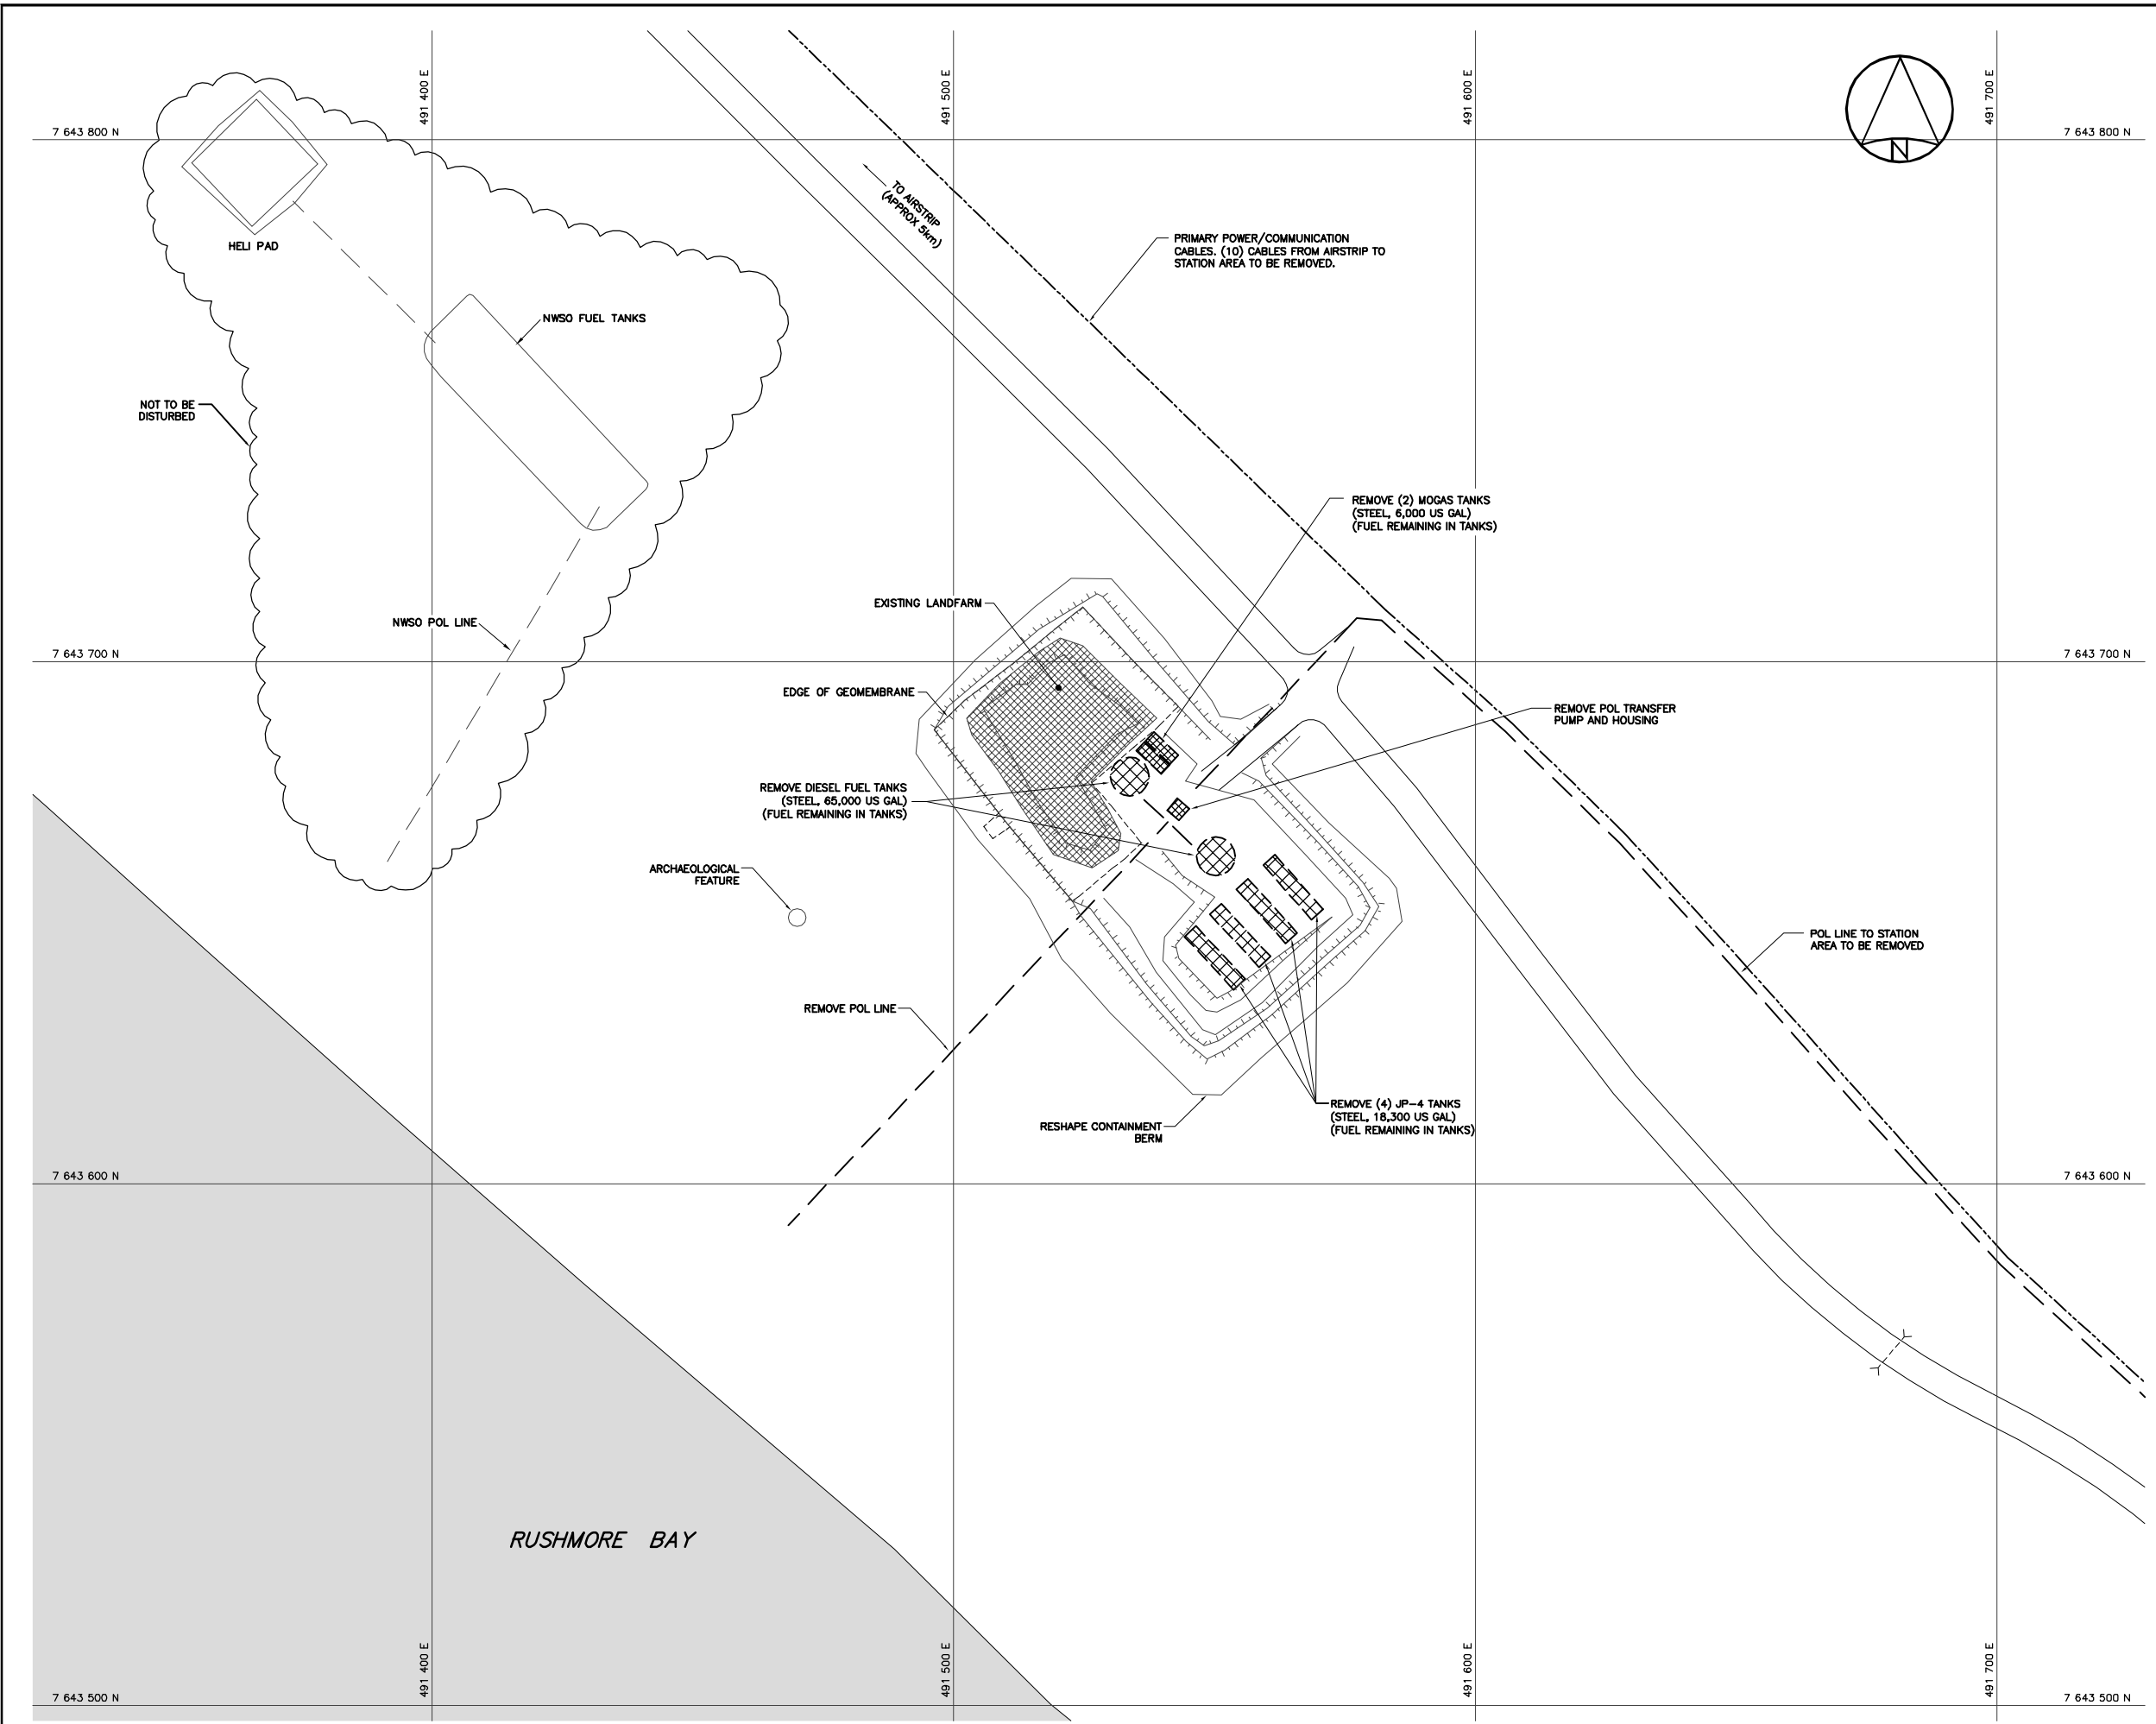 491 400 E
491 500 E
491 600 E
491 700 E
7 643 800 N
7 643 800 N
N
TO AIRSTRIP
(APPROX 5km)
HELI PAD
PRIMARY POWER/COMMUNICATION
CABLES. (10) CABLES FROM AIRSTRIP TO
STATION AREA TO BE REMOVED.
NWSO FUEL TANKS
NOT TO BE
DISTURBED
REMOVE (2) MOGAS TANKS
(STEEL, 6,000 US GAL)
(FUEL REMAINING IN TANKS)
EXISTING LANDFARM
NWSO POL LINE
7 643 700 N
7 643 700 N
EDGE OF GEOMEMBRANE
REMOVE POL TRANSFER
PUMP AND HOUSING
REMOVE DIESEL FUEL TANKS
(STEEL, 65,000 US GAL)
(FUEL REMAINING IN TANKS)
ARCHAEOLOGICAL
FEATURE
POL LINE TO STATION
AREA TO BE REMOVED
REMOVE POL LINE
REMOVE (4) JP-4 TANKS
(STEEL, 18,300 US GAL)
(FUEL REMAINING IN TANKS)
RESHAPE CONTAINMENT
BERM
7 643 600 N
7 643 600 N
RUSHMORE BAY
491 400 E
491 500 E
491 600 E
491 700 E
7 643 500 N
7 643 500 N